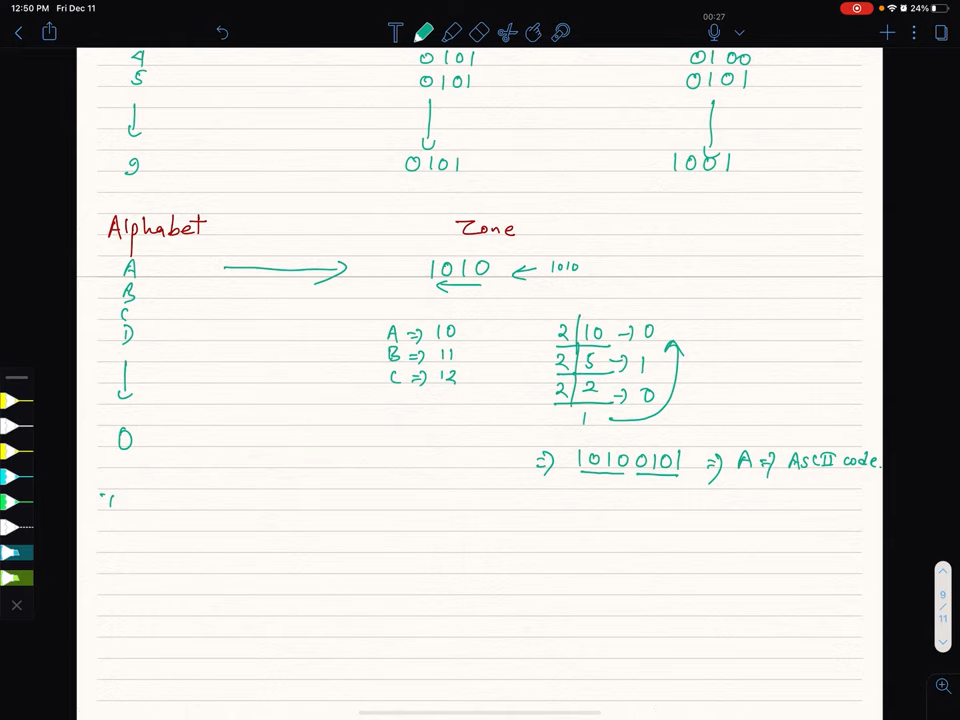 12:50 PM Fri Dec 11
00:27
24%
T
4 0101 0100
5 0101 0101
9 0101 1001
Alphabet Zone
A 1010 ← 1010
B
C
D
A => 10
B => 11
C => 12
2 | 10 → 0
2 | 5 → 1
2 | 2 → 0
1
O
=> 10100101 => A => ASCII code.
9
/
11